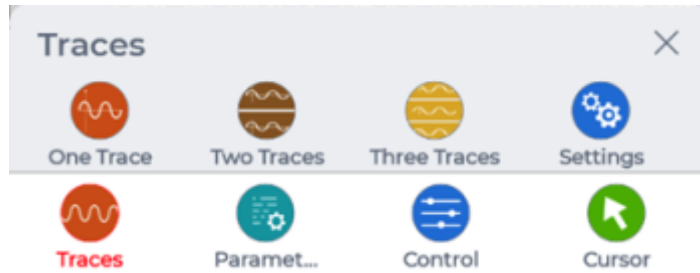 Traces
One Trace Two Traces Three Traces Settings
Traces Paramet... Control Cursor